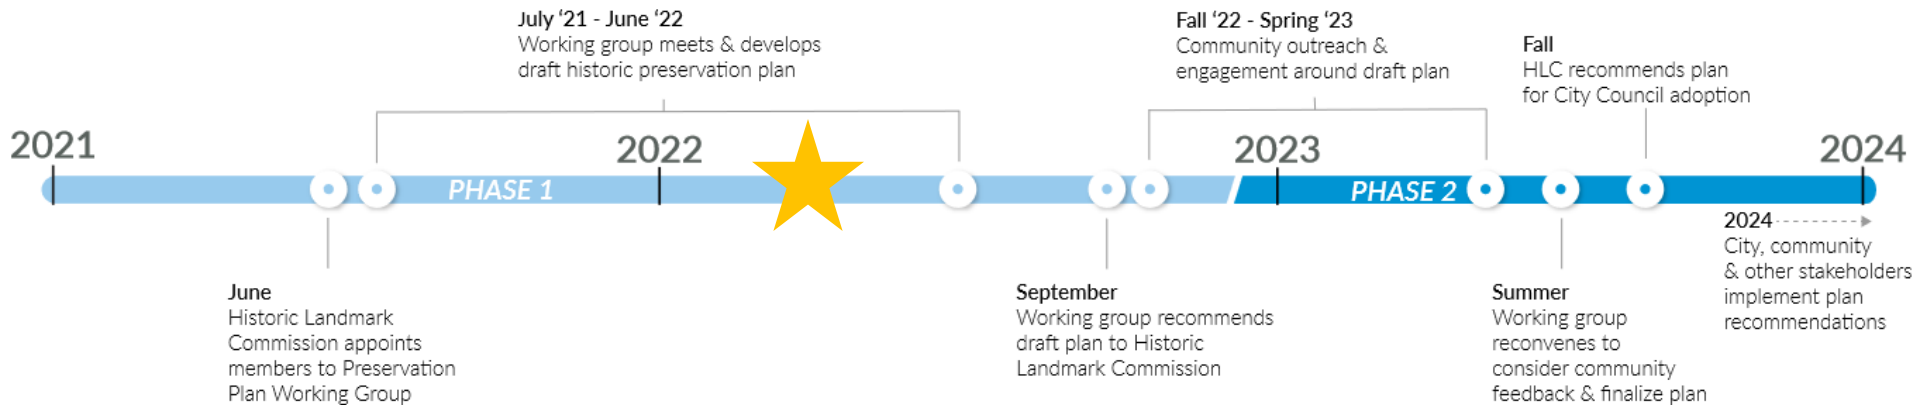 July ‘21 - June ‘22
Working group meets & develops
draft historic preservation plan
Fall ‘22 - Spring ‘23
Community outreach &
engagement around draft plan
Fall
HLC recommends plan
for City Council adoption
2021
2022
2023
2024
PHASE 1
PHASE 2
June
Historic Landmark
Commission appoints
members to Preservation
Plan Working Group
September
Working group recommends
draft plan to Historic
Landmark Commission
Summer
Working group
reconvenes to
consider community
feedback & finalize plan
2024
City, community
& other stakeholders
implement plan
recommendations